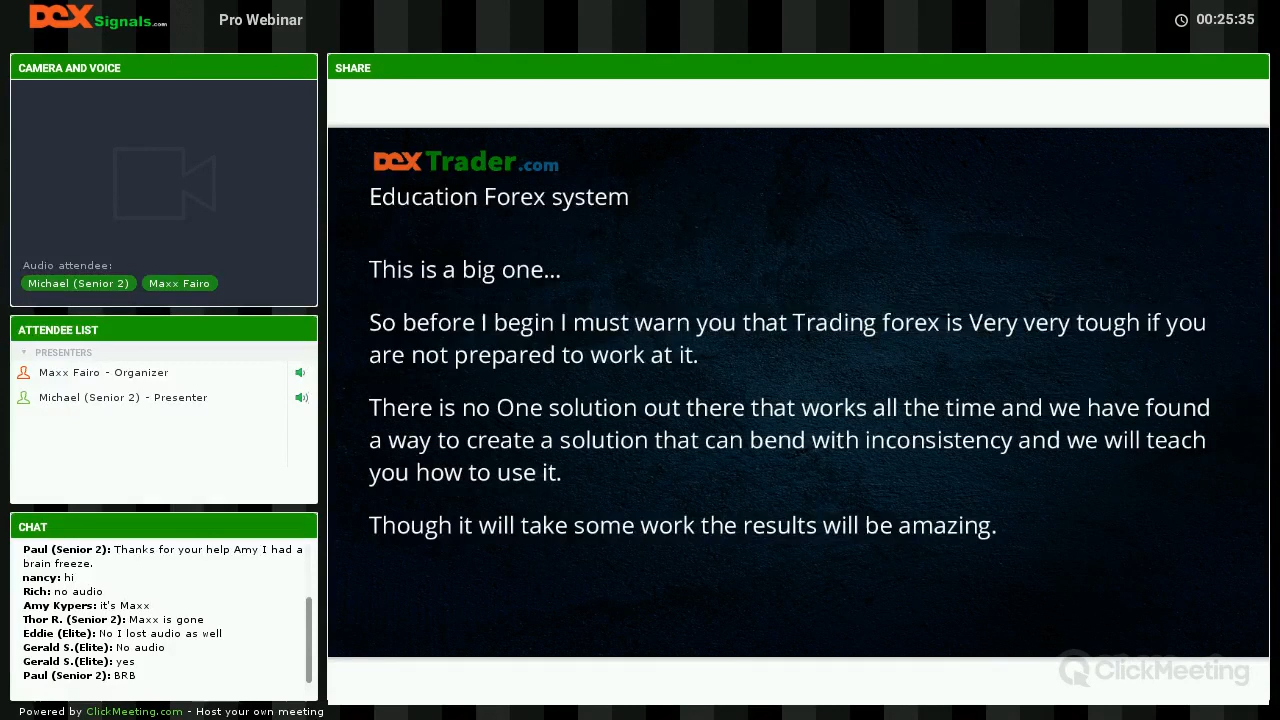 DEX Signals.com
Pro Webinar
00:25:35
CAMERA AND VOICE
Audio attendee:
Michael (Senior 2)
Maxx Fairo
ATTENDEE LIST
PRESENTERS
Maxx Fairo - Organizer
Michael (Senior 2) - Presenter
CHAT
Paul (Senior 2): Thanks for your help Amy I had a
brain freeze.
nancy: hi
Rich: no audio
Amy Kypers: it's Maxx
Thor R. (Senior 2): Maxx is gone
Eddie (Elite): No I lost audio as well
Gerald S.(Elite): No audio
Gerald S.(Elite): yes
Paul (Senior 2): BRB
Powered by ClickMeeting.com - Host your own meeting
SHARE
DEX Trader.com
Education Forex system
This is a big one...
So before I begin I must warn you that Trading forex is Very very tough if you
are not prepared to work at it.
There is no One solution out there that works all the time and we have found
a way to create a solution that can bend with inconsistency and we will teach
you how to use it.
Though it will take some work the results will be amazing.
ClickMeeting